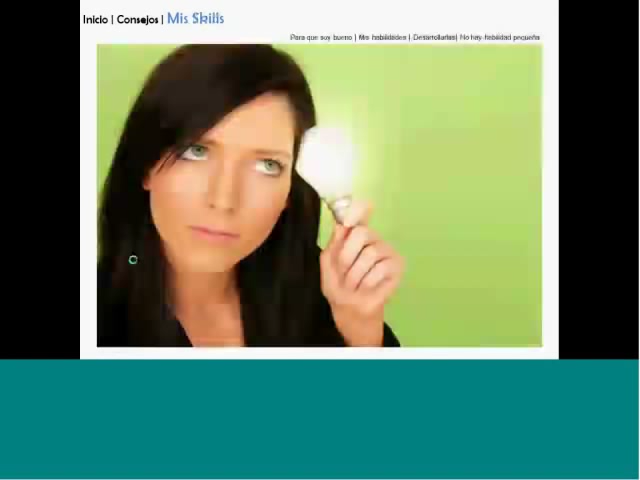 Inicio | Consejos | Mis Skills
Para que soy bueno | Mis habilidades | Desarrollarlas| No hay habilidad pequeña